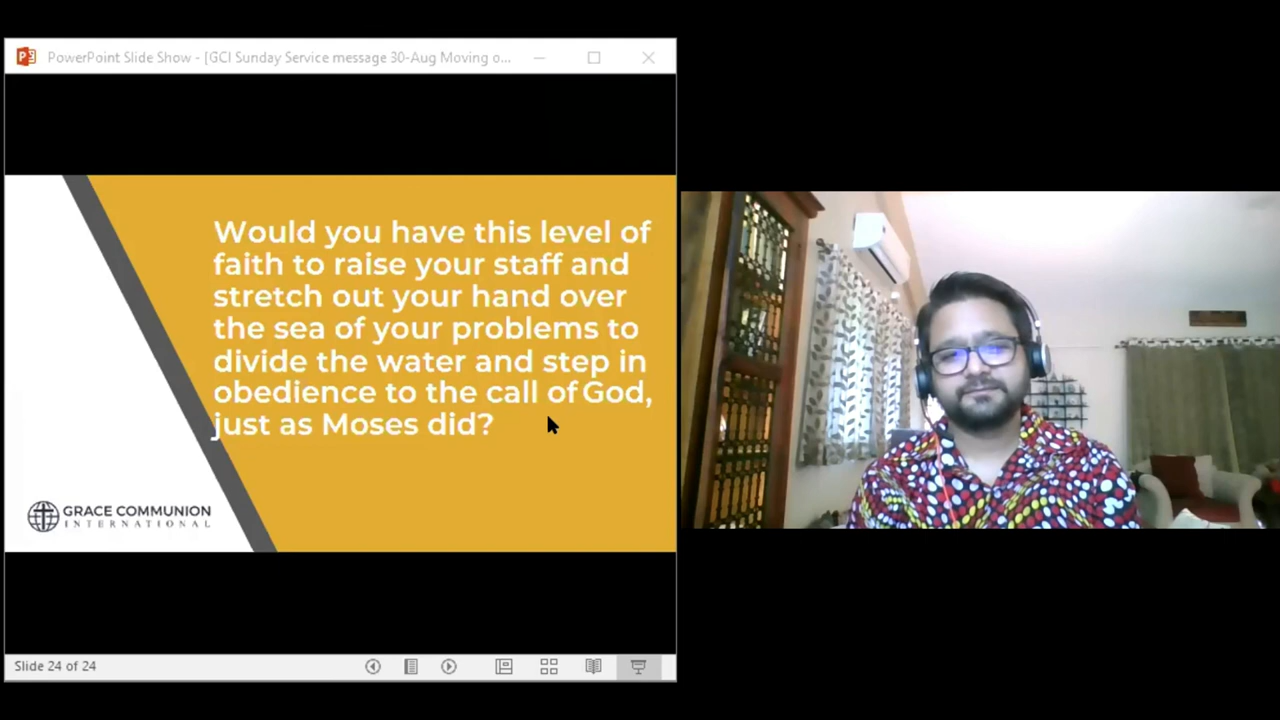 PowerPoint Slide Show - [GCI Sunday Service message 30-Aug Moving o...
Would you have this level of
faith to raise your staff and
stretch out your hand over
the sea of your problems to
divide the water and step in
obedience to the call of God,
just as Moses did?
GRACE COMMUNION
INTERNATIONAL
Slide 24 of 24